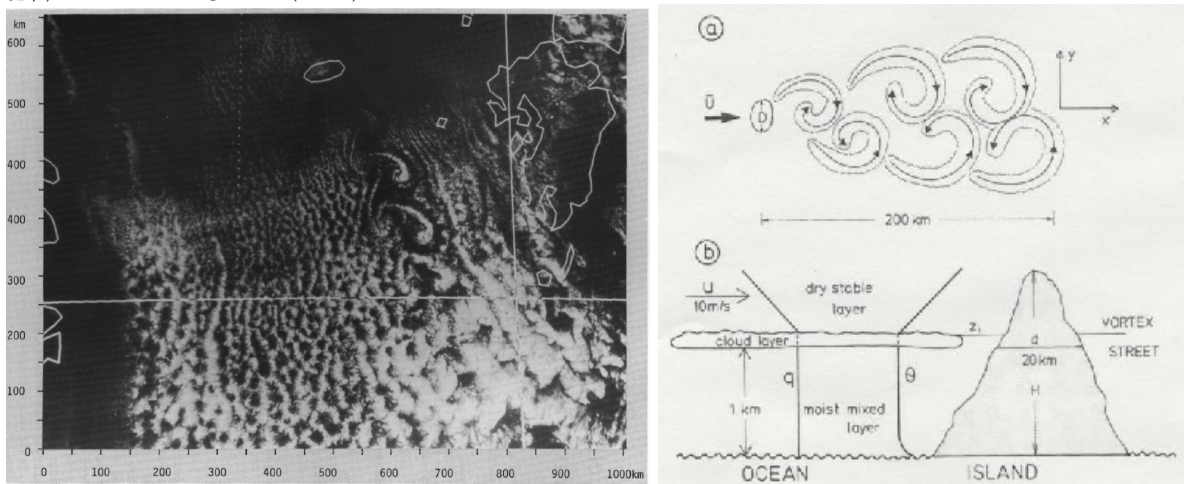 km
600
500
400
400
300
200
100
0
0 100 200 300 400 500 600 700 800 900 1000km
a
y
Ū
D
x
200 km
b
U
10m/s
dry stable
layer
zi
VORTEX
cloud layer
d
STREET
20km
q
θ
H
1 km
moist mixed
layer
OCEAN
ISLAND